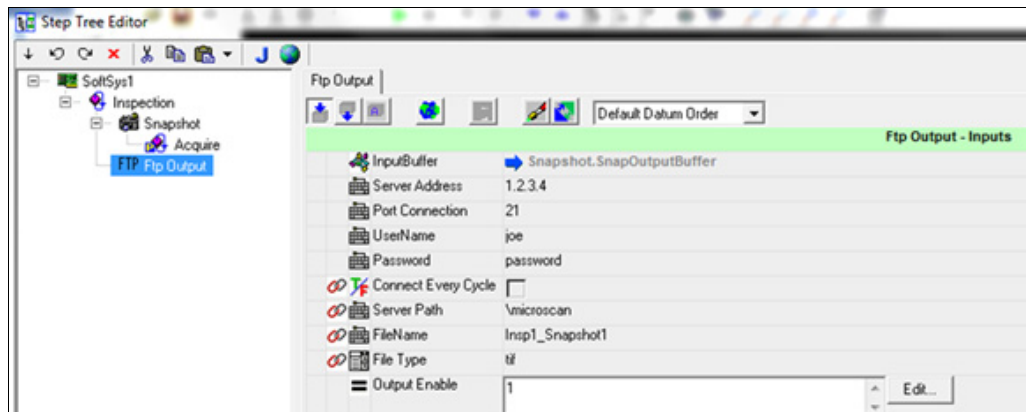 Step Tree Editor
J
SoftSys1
Inspection
Snapshot
Acquire
FTP Ftp Output
Ftp Output
A
Default Datum Order
Ftp Output - Inputs
InputBuffer Snapshot.SnapOutputBuffer
Server Address 1.2.3.4
Port Connection 21
UserName joe
Password password
T/F Connect Every Cycle
Server Path \microscan
FileName Insp1_Snapshot1
File Type tif
Output Enable 1 Edit...